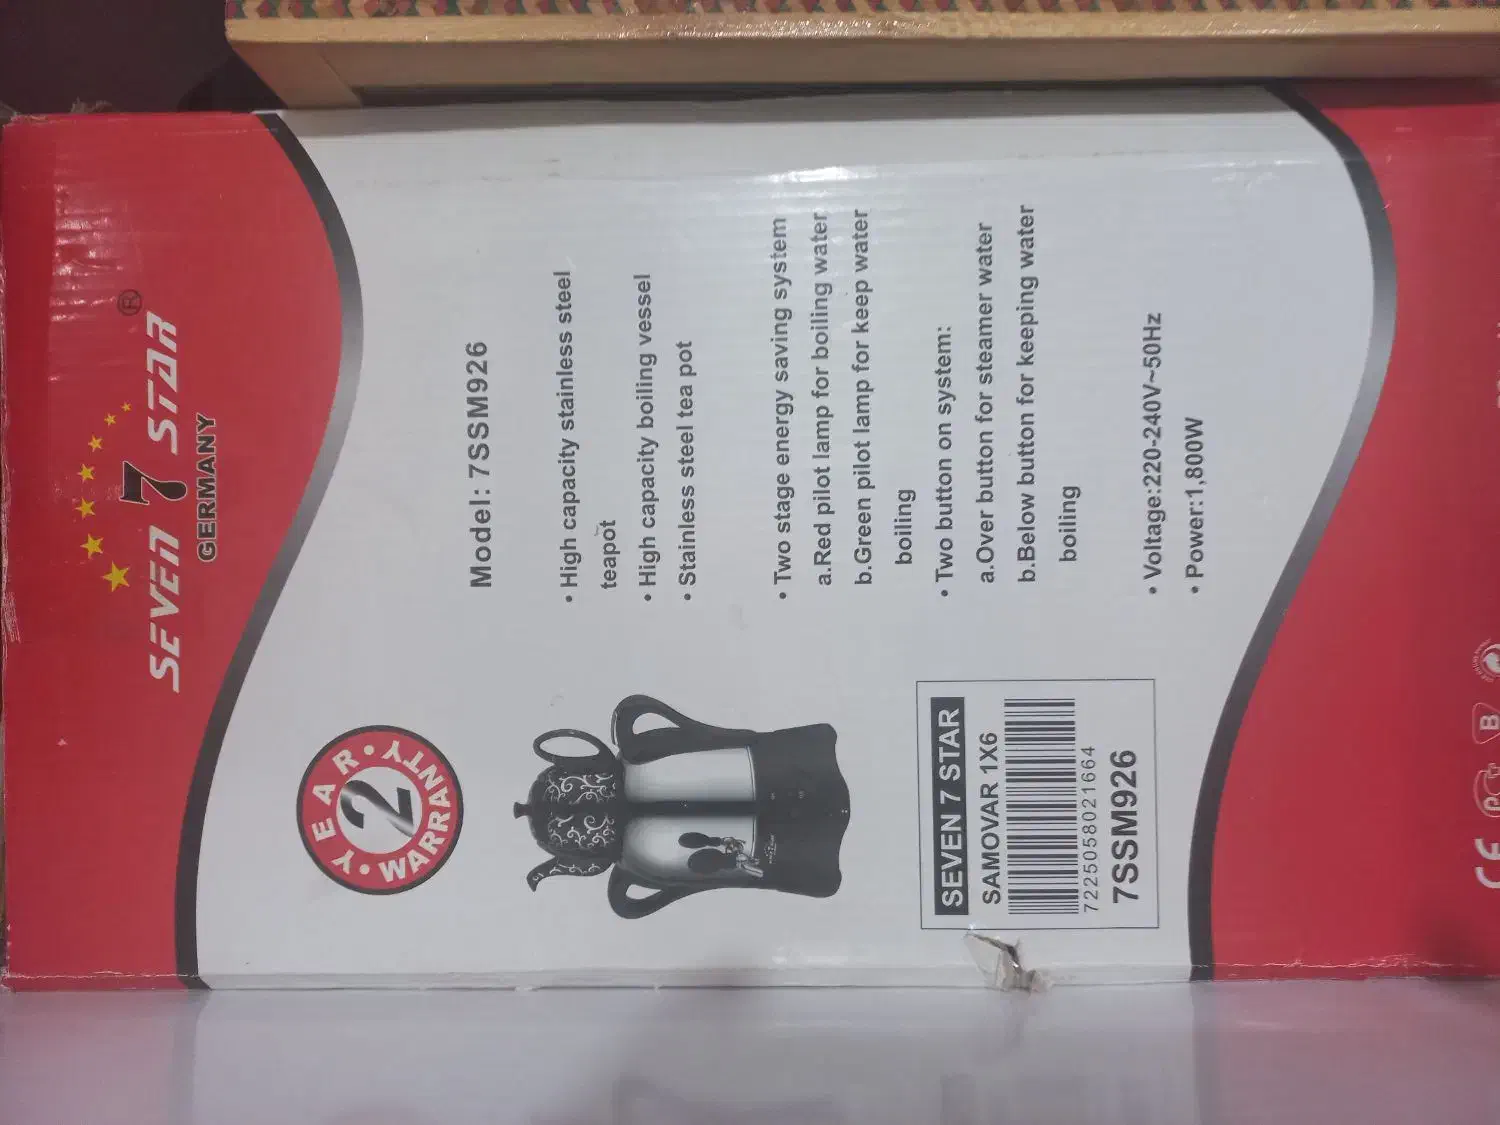 SEVEN 7 STAR ®
GERMANY
2 YEAR WARRANTY
Model: 7SSM926
• High capacity stainless steel
teapot
• High capacity boiling vessel
• Stainless steel tea pot
• Two stage energy saving system
a.Red pilot lamp for boiling water
b.Green pilot lamp for keep water
boiling
• Two button on system:
a.Over button for steamer water
b.Below button for keeping water
boiling
• Voltage:220-240V~50Hz
• Power:1,800W
SEVEN 7 STAR
SAMOVAR 1X6
7225058021664
7SSM926
CE
B